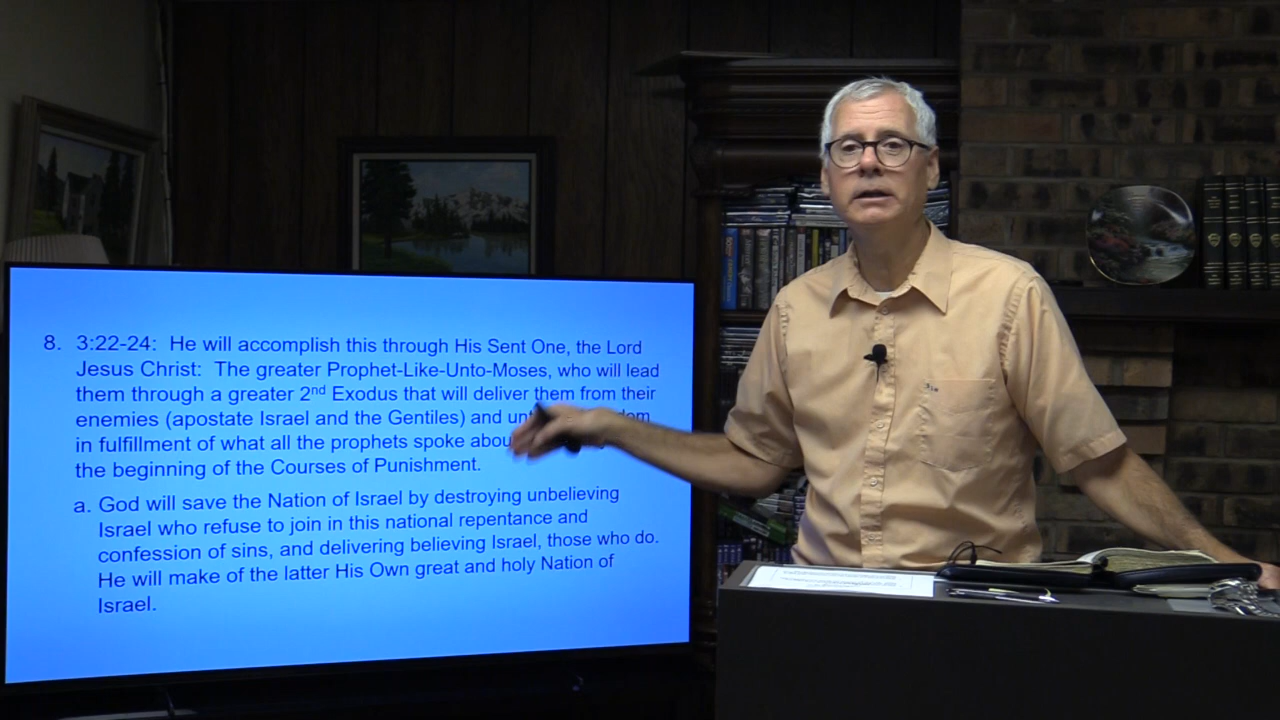 8. 3:22-24: He will accomplish this through His Sent One, the Lord
Jesus Christ: The greater Prophet-Like-Unto-Moses, who will lead
them through a greater 2nd Exodus that will deliver them from their
enemies (apostate Israel and the Gentiles) and
in fulfillment of what all the prophets spoke
the beginning of the Courses of Punishment.
a. God will save the Nation of Israel by destroying unbelieving
Israel who refuse to join in this national repentance and
confession of sins, and delivering believing Israel, those who do.
He will make of the latter His Own great and holy Nation of
Israel.